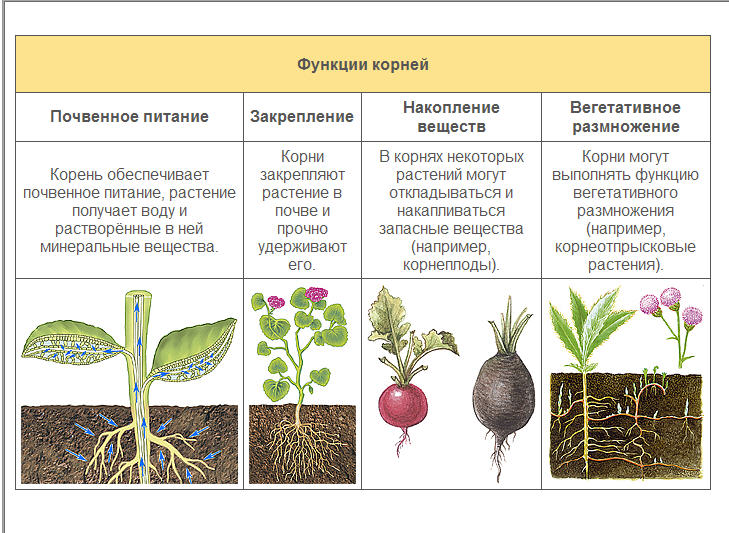 Функции корней
Почвенное питание
Закрепление
Накопление
веществ
Вегетативное
размножение
Корень обеспечивает
почвенное питание, растение
получает воду и
растворённые в ней
минеральные вещества.
Корни
закрепляют
растение в
почве и
прочно
удерживают
его.
В корнях некоторых
растений могут
откладываться и
накапливаться
запасные вещества
(например,
корнеплоды).
Корни могут
выполнять функцию
вегетативного
размножения
(например,
корнеотпрысковые
растения).